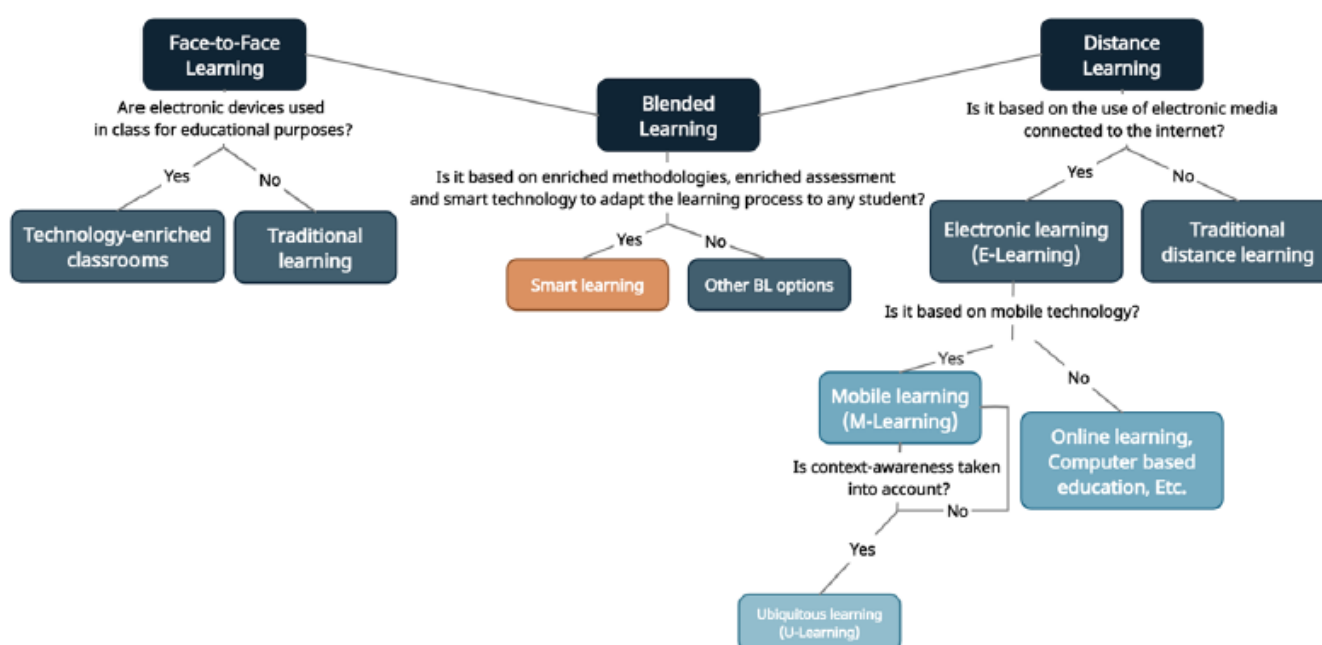 Face-to-Face
Learning
Are electronic devices used
in class for educational purposes?
Yes
No
Technology-enriched
classrooms
Traditional
learning
Blended
Learning
Is it based on enriched methodologies, enriched assessment
and smart technology to adapt the learning process to any student?
Yes
No
Smart learning
Other BL options
Distance
Learning
Is it based on the use of electronic media
connected to the internet?
Yes
No
Electronic learning
(E-Learning)
Traditional
distance learning
Is it based on mobile technology?
Yes
No
Mobile learning
(M-Learning)
Online learning,
Computer based
education, Etc.
Is context-awareness taken
into account?
No
Yes
Ubiquitous learning
(U-Learning)